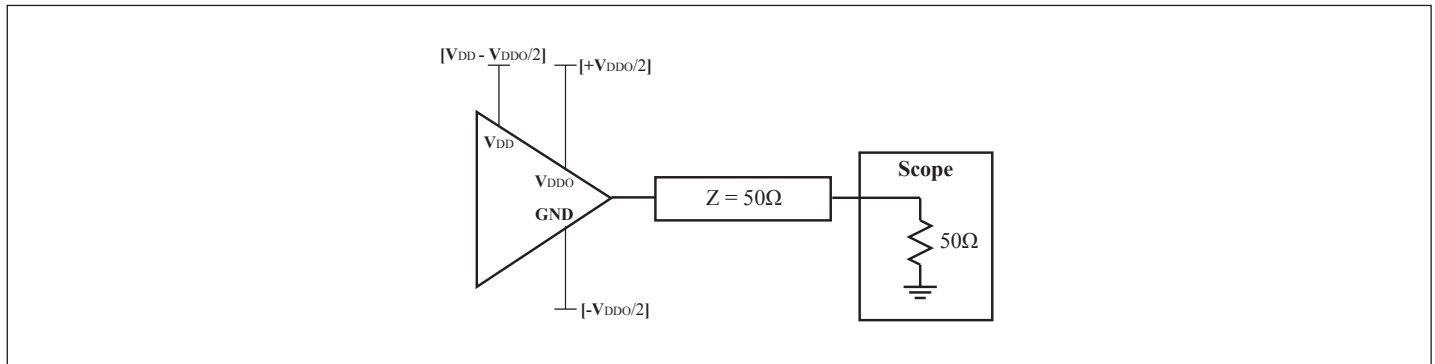 [VDD - VDDO/2]
[+VDDO/2]
VDD
VDDO
GND
[-VDDO/2]
Z = 50Ω
Scope
50Ω